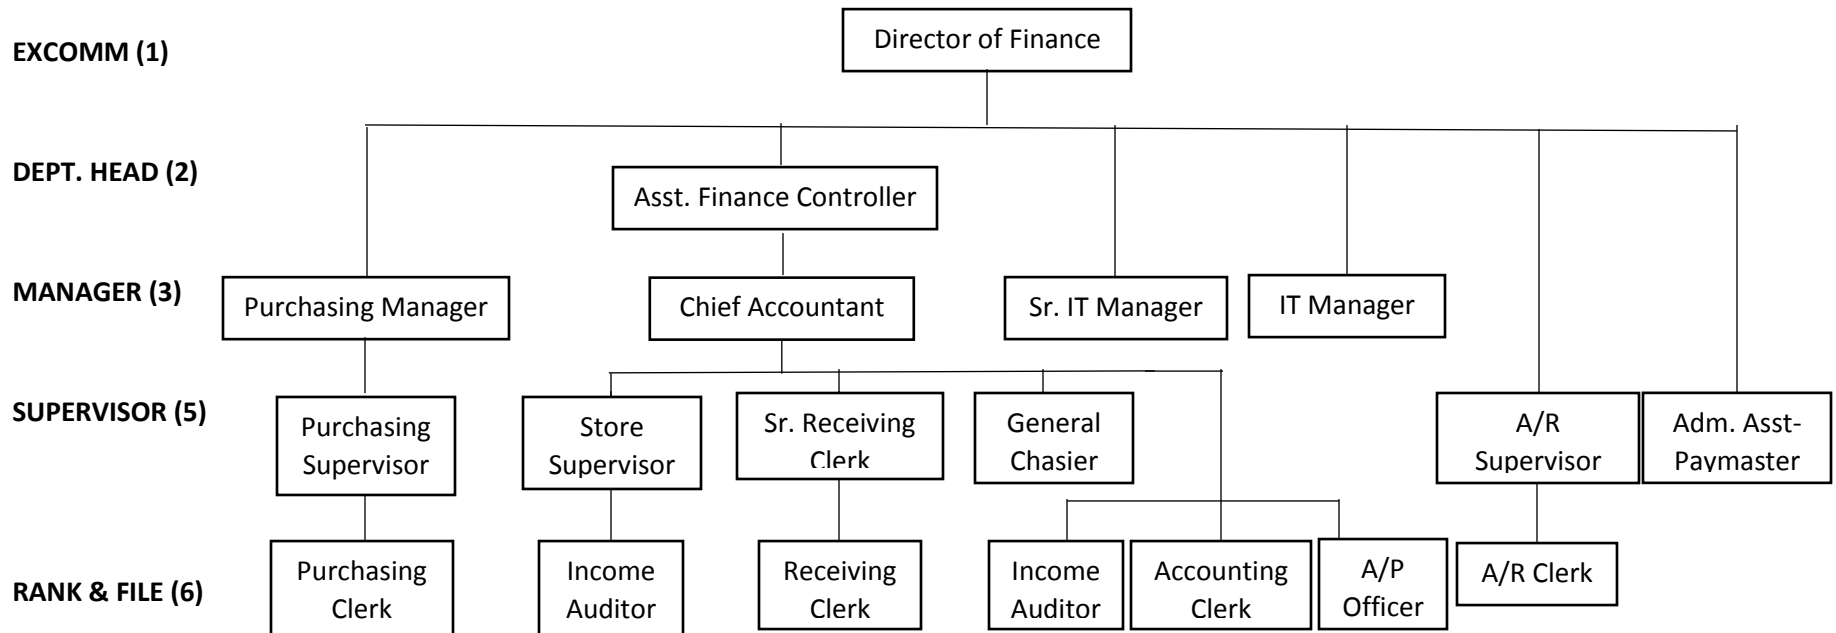 Director of Finance
EXCOMM (1)
DEPT. HEAD (2)
Asst. Finance Controller
MANAGER (3)
Purchasing Manager
Chief Accountant
Sr. IT Manager
IT Manager
SUPERVISOR (5)
Purchasing
Supervisor
Store
Supervisor
Sr. Receiving
Clerk
General
Chasier
A/R
Supervisor
Adm. Asst-
Paymaster
RANK & FILE (6)
Purchasing
Clerk
Income
Auditor
Receiving
Clerk
Income
Auditor
Accounting
Clerk
A/P
Officer
A/R Clerk